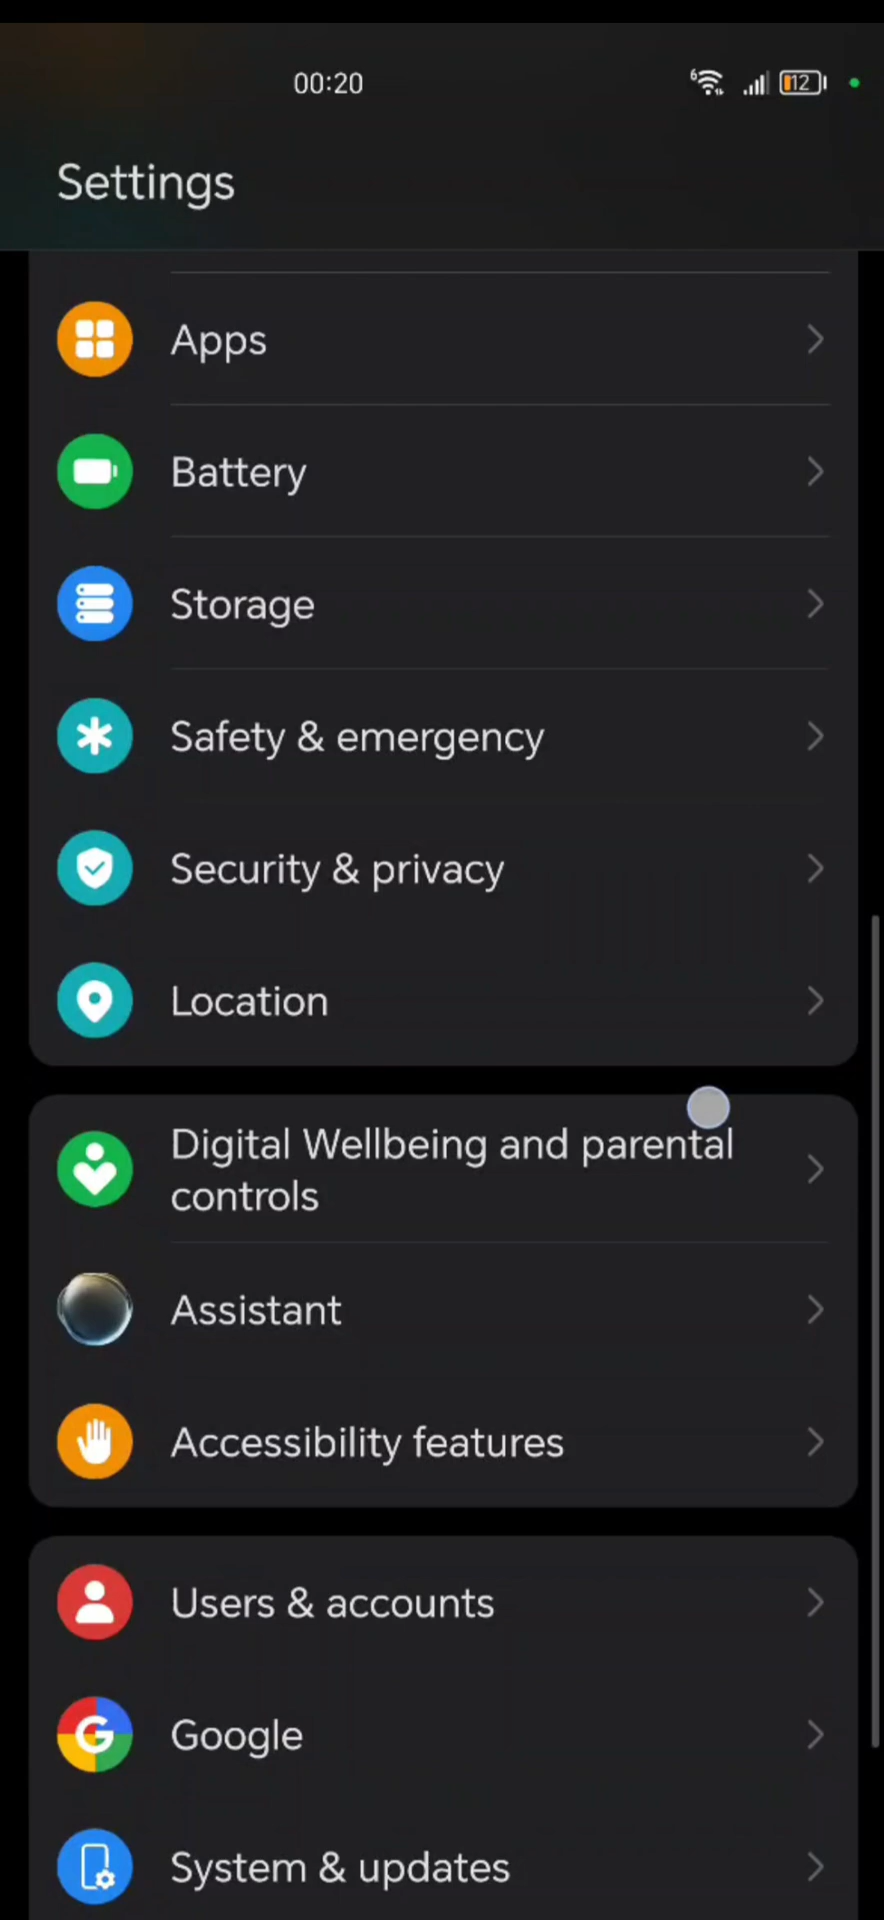 00:20
6
12
Settings
Apps
Battery
Storage
Safety & emergency
Security & privacy
Location
Digital Wellbeing and parental
controls
Assistant
Accessibility features
Users & accounts
G
Google
System & updates